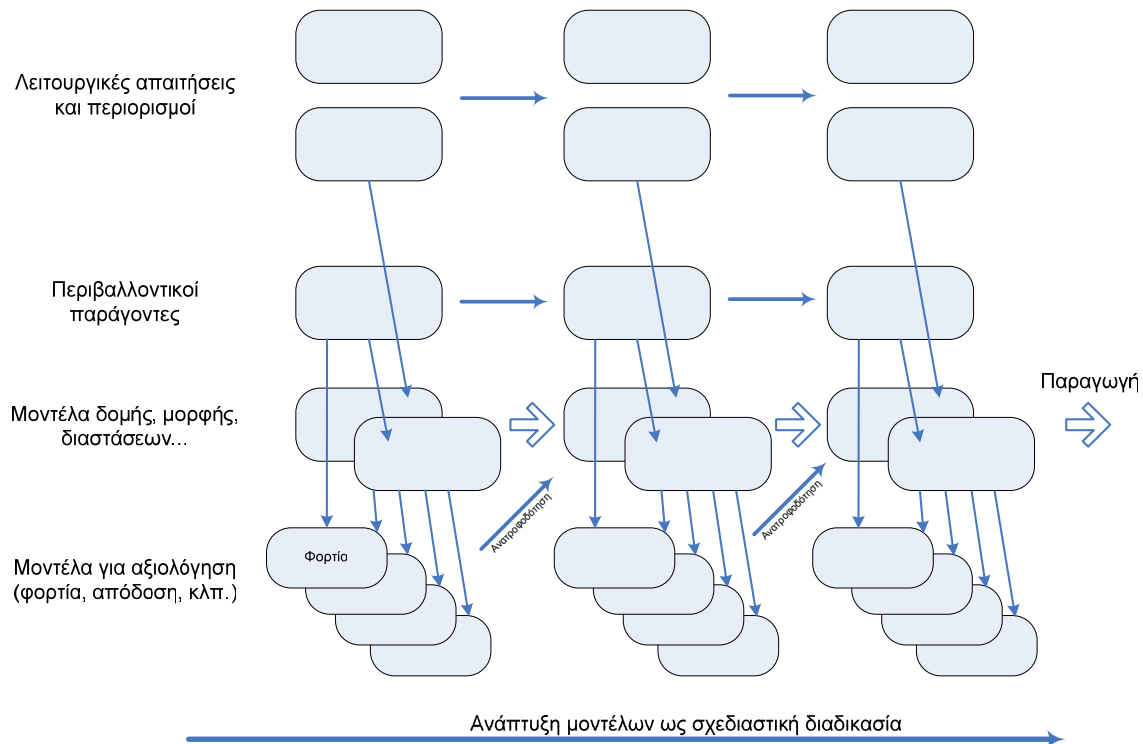 Λειτουργικές απαιτήσεις
και περιορισμοί
Περιβαλλοντικοί
παράγοντες
Παραγωγή
Μοντέλα δομής, μορφής,
διαστάσεων...
Ανατροφοδότηση
Ανατροφοδότηση
Φορτία
Μοντέλα για αξιολόγηση
(φορτία, απόδοση, κλπ.)
Ανάπτυξη μοντέλων ως σχεδιαστική διαδικασία